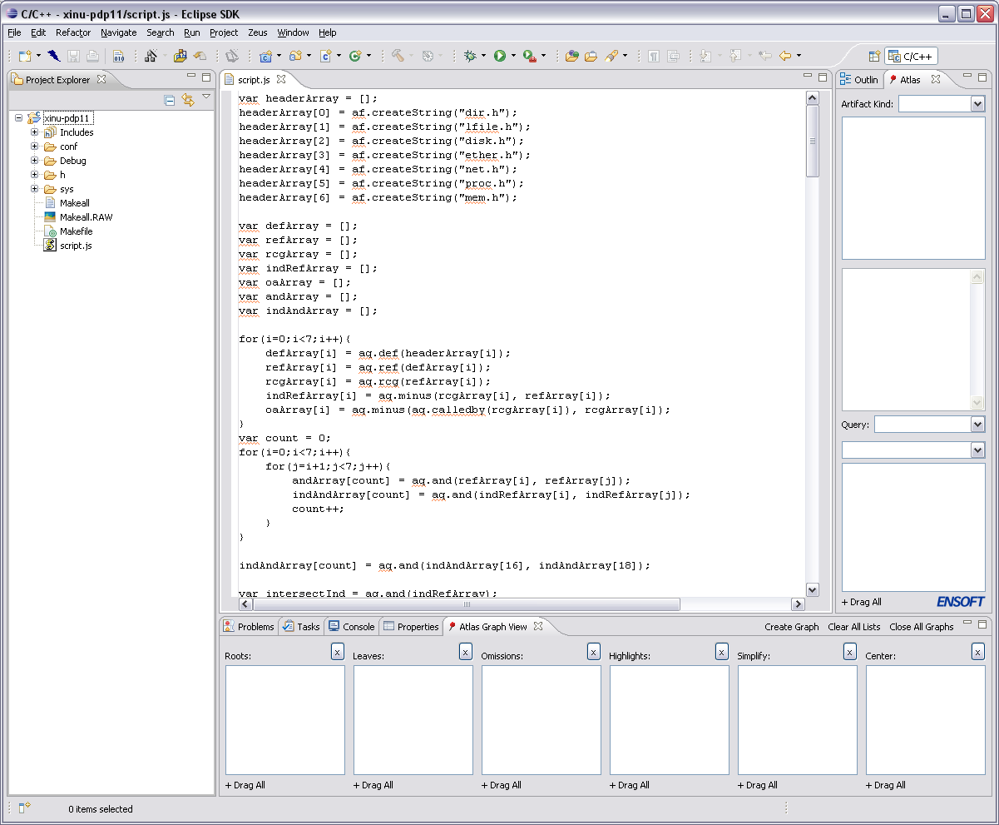 C/C++ - xinu-pdp11/script.js - Eclipse SDK
File Edit Refactor Navigate Search Run Project Zeus Window Help
C/C++
Project Explorer
xinu-pdp11
Includes
conf
Debug
h
sys
Makeall
Makeall.RAW
Makefile
script.js
script.js
var headerArray = [];
headerArray[0] = af.createString("dir.h");
headerArray[1] = af.createString("lfile.h");
headerArray[2] = af.createString("disk.h");
headerArray[3] = af.createString("ether.h");
headerArray[4] = af.createString("net.h");
headerArray[5] = af.createString("proc.h");
headerArray[6] = af.createString("mem.h");
var defArray = [];
var refArray = [];
var rcgArray = [];
var indRefArray = [];
var oaArray = [];
var andArray = [];
var indAndArray = [];
for(i=0;i<7;i++){
    defArray[i] = aq.def(headerArray[i]);
    refArray[i] = aq.ref(defArray[i]);
    rcgArray[i] = aq.rcg(refArray[i]);
    indRefArray[i] = aq.minus(rcgArray[i], refArray[i]);
    oaArray[i] = aq.minus(aq.calledby(rcgArray[i]), rcgArray[i]);
}
var count = 0;
for(i=0;i<7;i++){
    for(j=i+1;j<7;j++){
        andArray[count] = aq.and(refArray[i], refArray[j]);
        indAndArray[count] = aq.and(indRefArray[i], indRefArray[j]);
        count++;
    }
}
indAndArray[count] = aq.and(indAndArray[16], indAndArray[18]);
var intersectInd = aq.and(indRefArray);
Outlin Atlas
Artifact Kind:
Query:
+ Drag All ENSOFT
Problems Tasks Console Properties Atlas Graph View Create Graph Clear All Lists Close All Graphs
Roots: x Leaves: x Omissions: x Highlights: x Simplify: x Center: x
+ Drag All + Drag All + Drag All + Drag All + Drag All + Drag All
0 items selected